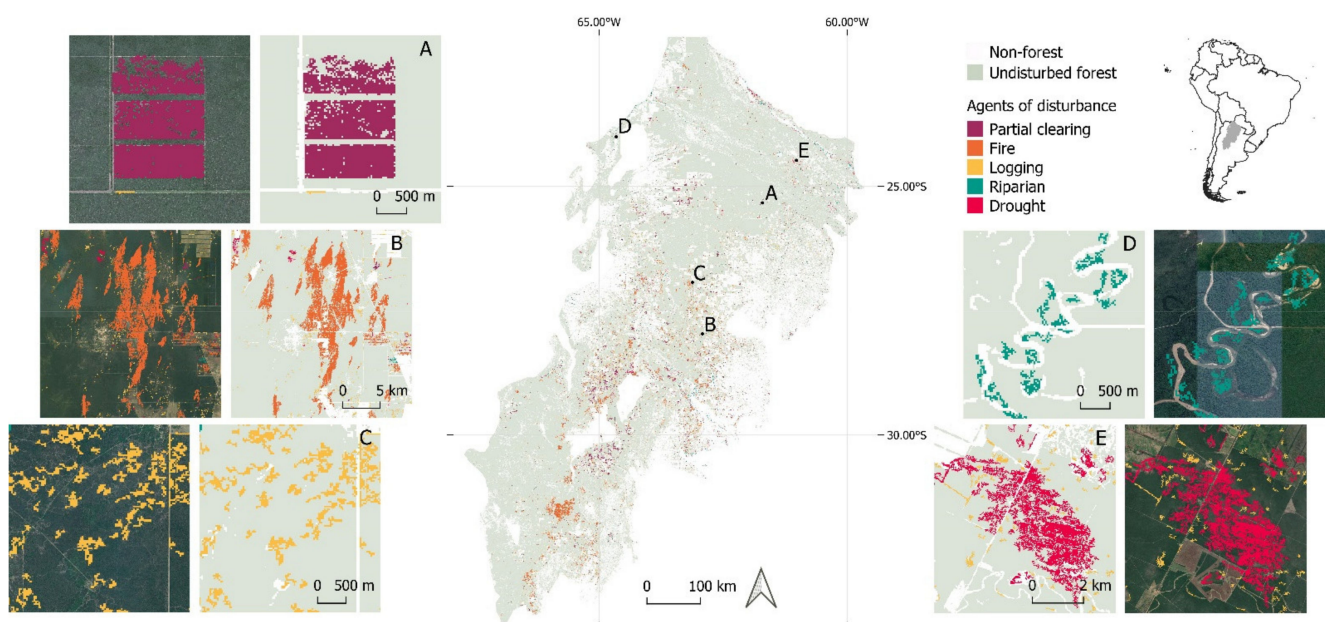 65.00°W
60.00°W
A
0 500 m
B
0 5 km
C
0 500 m
D
E
A
C
B
25.00°S
30.00°S
0 100 km
Non-forest
Undisturbed forest
Agents of disturbance
Partial clearing
Fire
Logging
Riparian
Drought
D
0 500 m
E
0 2 km